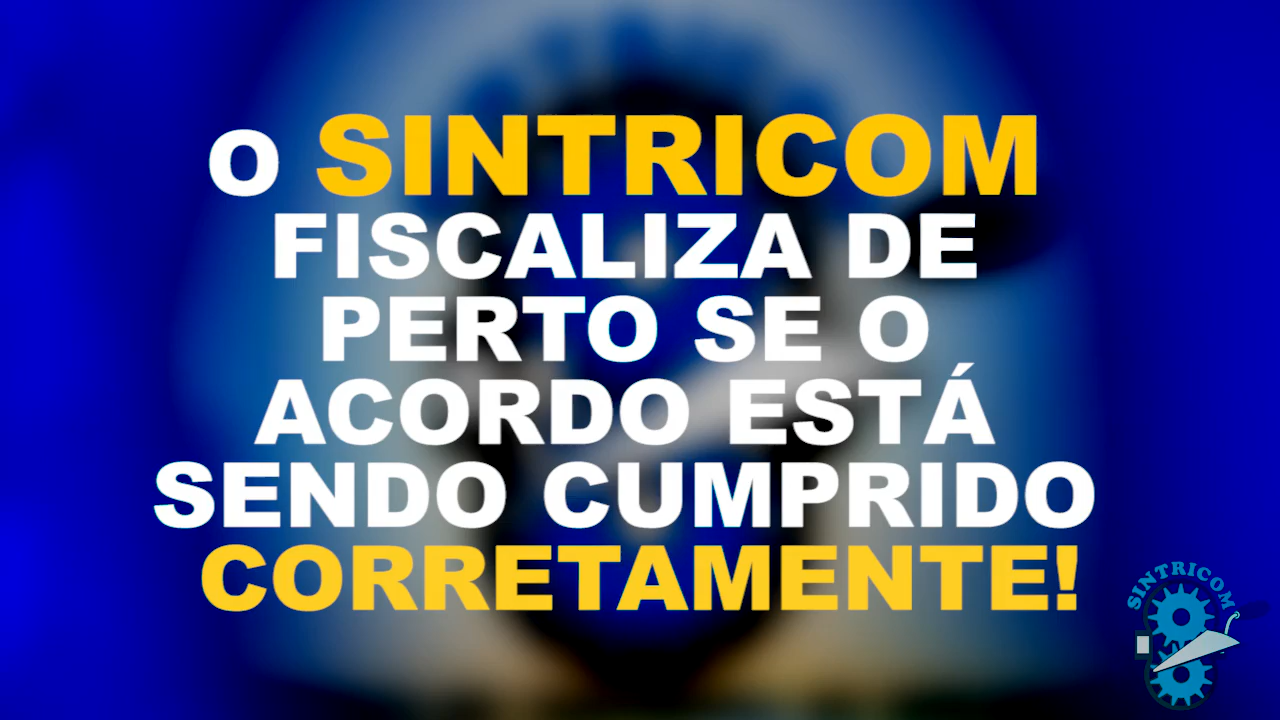 O SINTRICOM
FISCALIZA DE
PERTO SE O
ACORDO ESTÁ
SENDO CUMPRIDO
CORRETAMENTE!
SINTRICOM